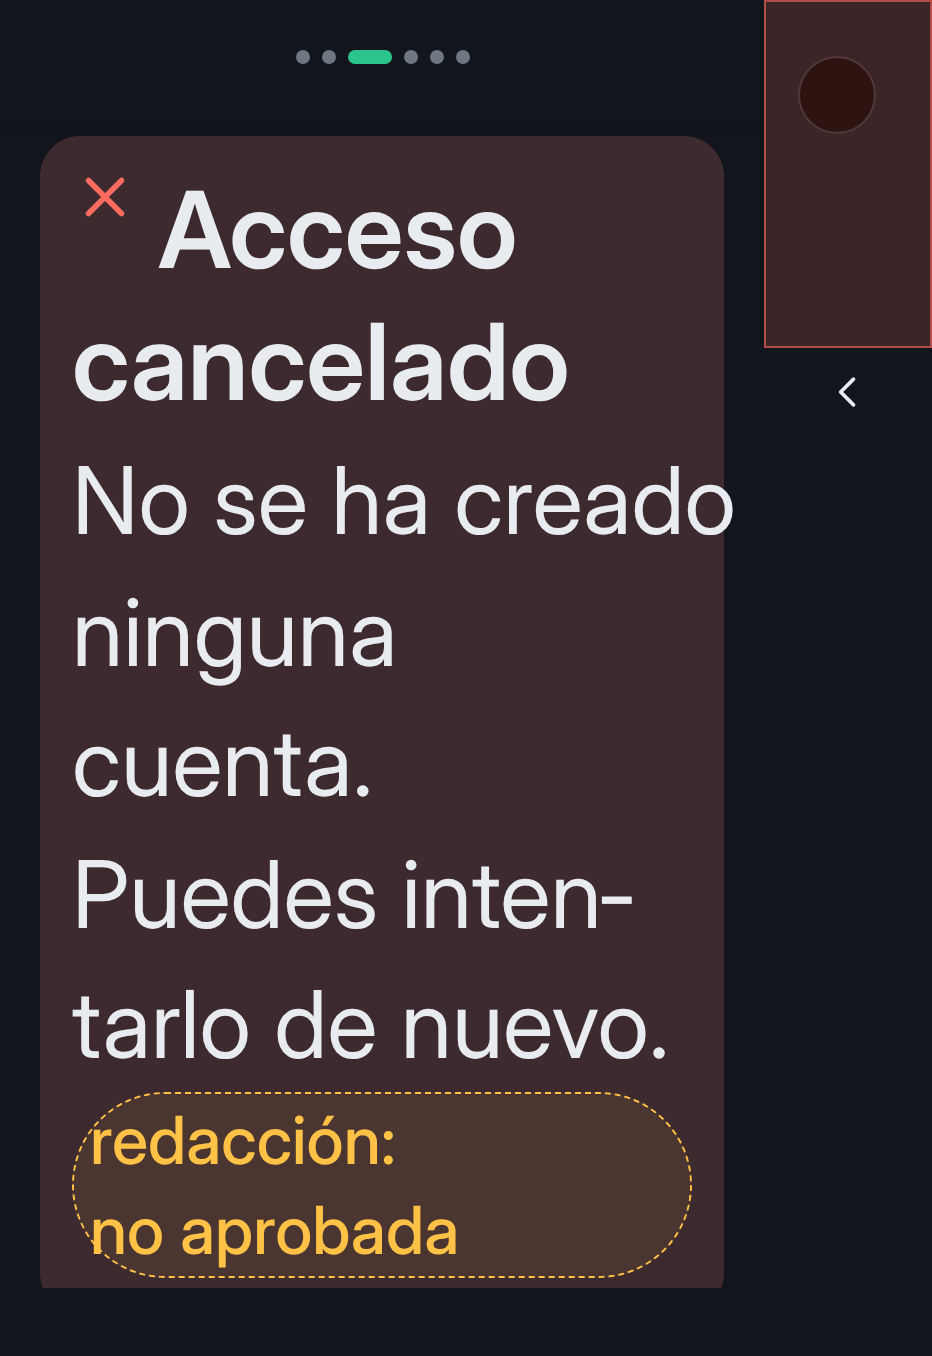 Acceso
cancelado
No se ha creado
ninguna
cuenta.
Puedes inten-
tarlo de nuevo.
redacción:
no aprobada